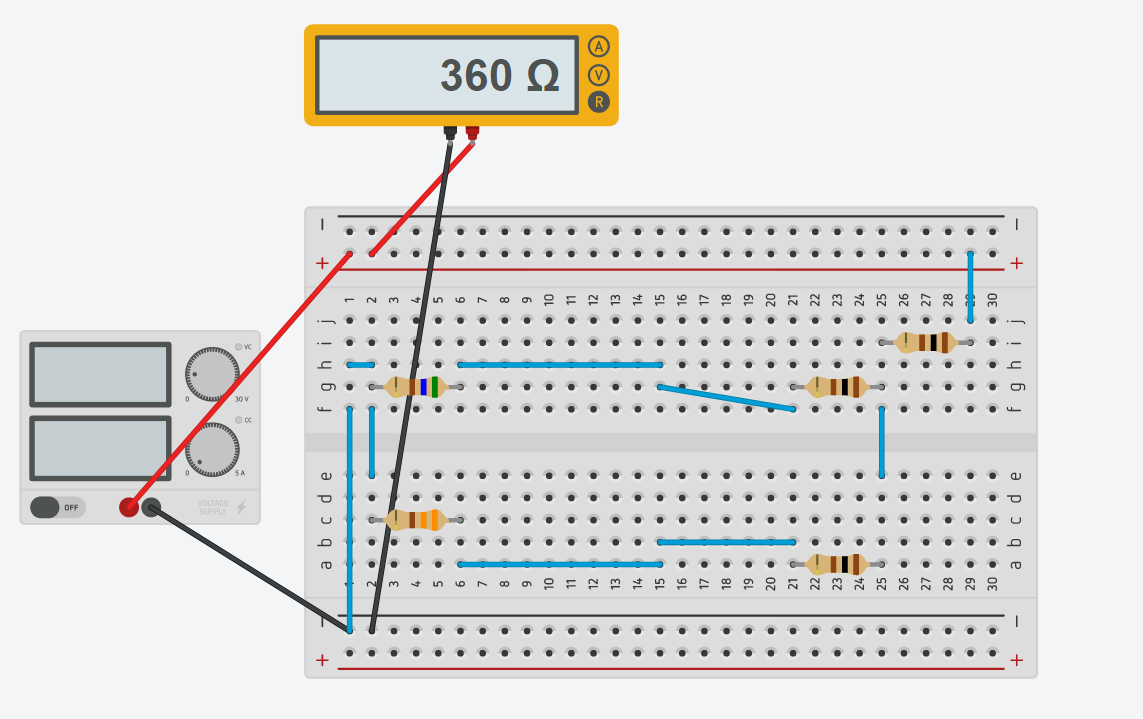 360 Ω
A
V
R
− −
+ +
1 2 3 4 5 6 7 8 9 10 11 12 13 14 15 16 17 18 19 20 21 22 23 24 25 26 27 28 29 30
j j
i i
h h
g g
f f
e e
d d
c c
b b
a a
1 2 3 4 5 6 7 8 9 10 11 12 13 14 15 16 17 18 19 20 21 22 23 24 25 26 27 28 29 30
− −
+ +
VC
0 30 V
CC
0 5 A
OFF
VOLTAGE
SUPPLY